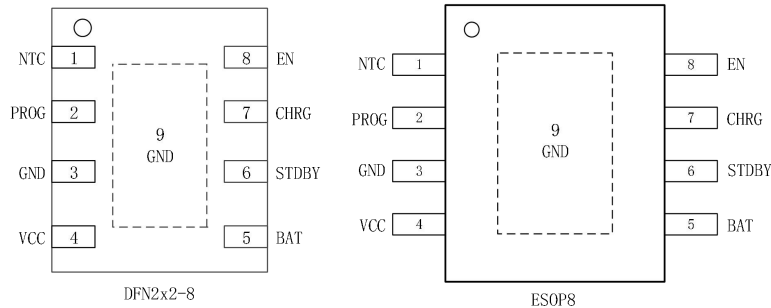 NTC 1 8 EN
PROG 2 7 CHRG
9
GND
GND 3 6 STDBY
VCC 4 5 BAT
DFN2x2-8
NTC 1 8 EN
PROG 2 7 CHRG
9
GND
GND 3 6 STDBY
VCC 4 5 BAT
ESOP8